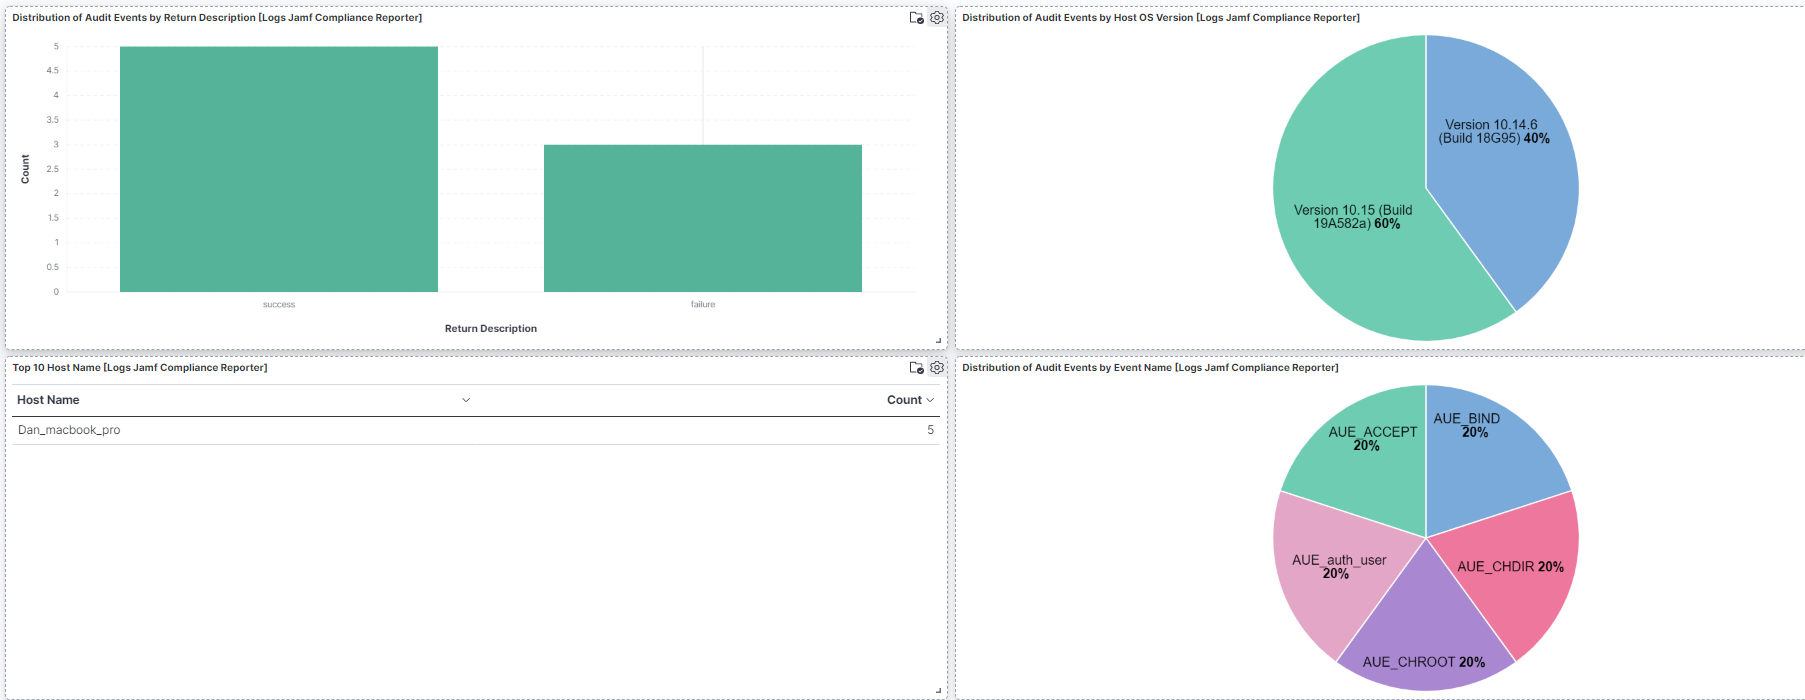 Distribution of Audit Events by Return Description [Logs Jamf Compliance Reporter]
5
4.5
4
3.5
3
2.5
2
1.5
1
0.5
0
Count
success
failure
Return Description
Distribution of Audit Events by Host OS Version [Logs Jamf Compliance Reporter]
Version 10.14.6
(Build 18G95) 40%
Version 10.15 (Build
19A582a) 60%
Top 10 Host Name [Logs Jamf Compliance Reporter]
Host Name Count
Dan_macbook_pro 5
Distribution of Audit Events by Event Name [Logs Jamf Compliance Reporter]
AUE_BIND
20%
AUE_ACCEPT
20%
AUE_auth_user
20%
AUE_CHDIR 20%
AUE_CHROOT 20%